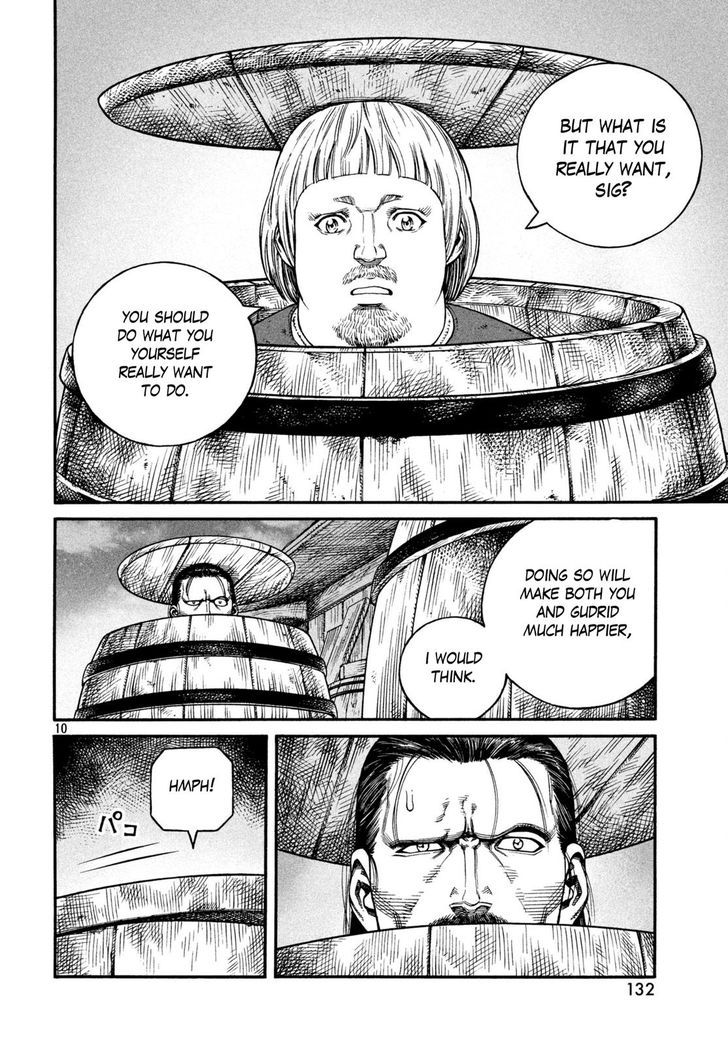 BUT WHAT IS
IT THAT YOU
REALLY WANT,
SIG?
YOU SHOULD
DO WHAT YOU
YOURSELF
REALLY WANT
TO DO.
DOING SO WILL
MAKE BOTH YOU
AND GUDRID
MUCH HAPPIER,
I WOULD
THINK.
10
HMPH!
パコ
132